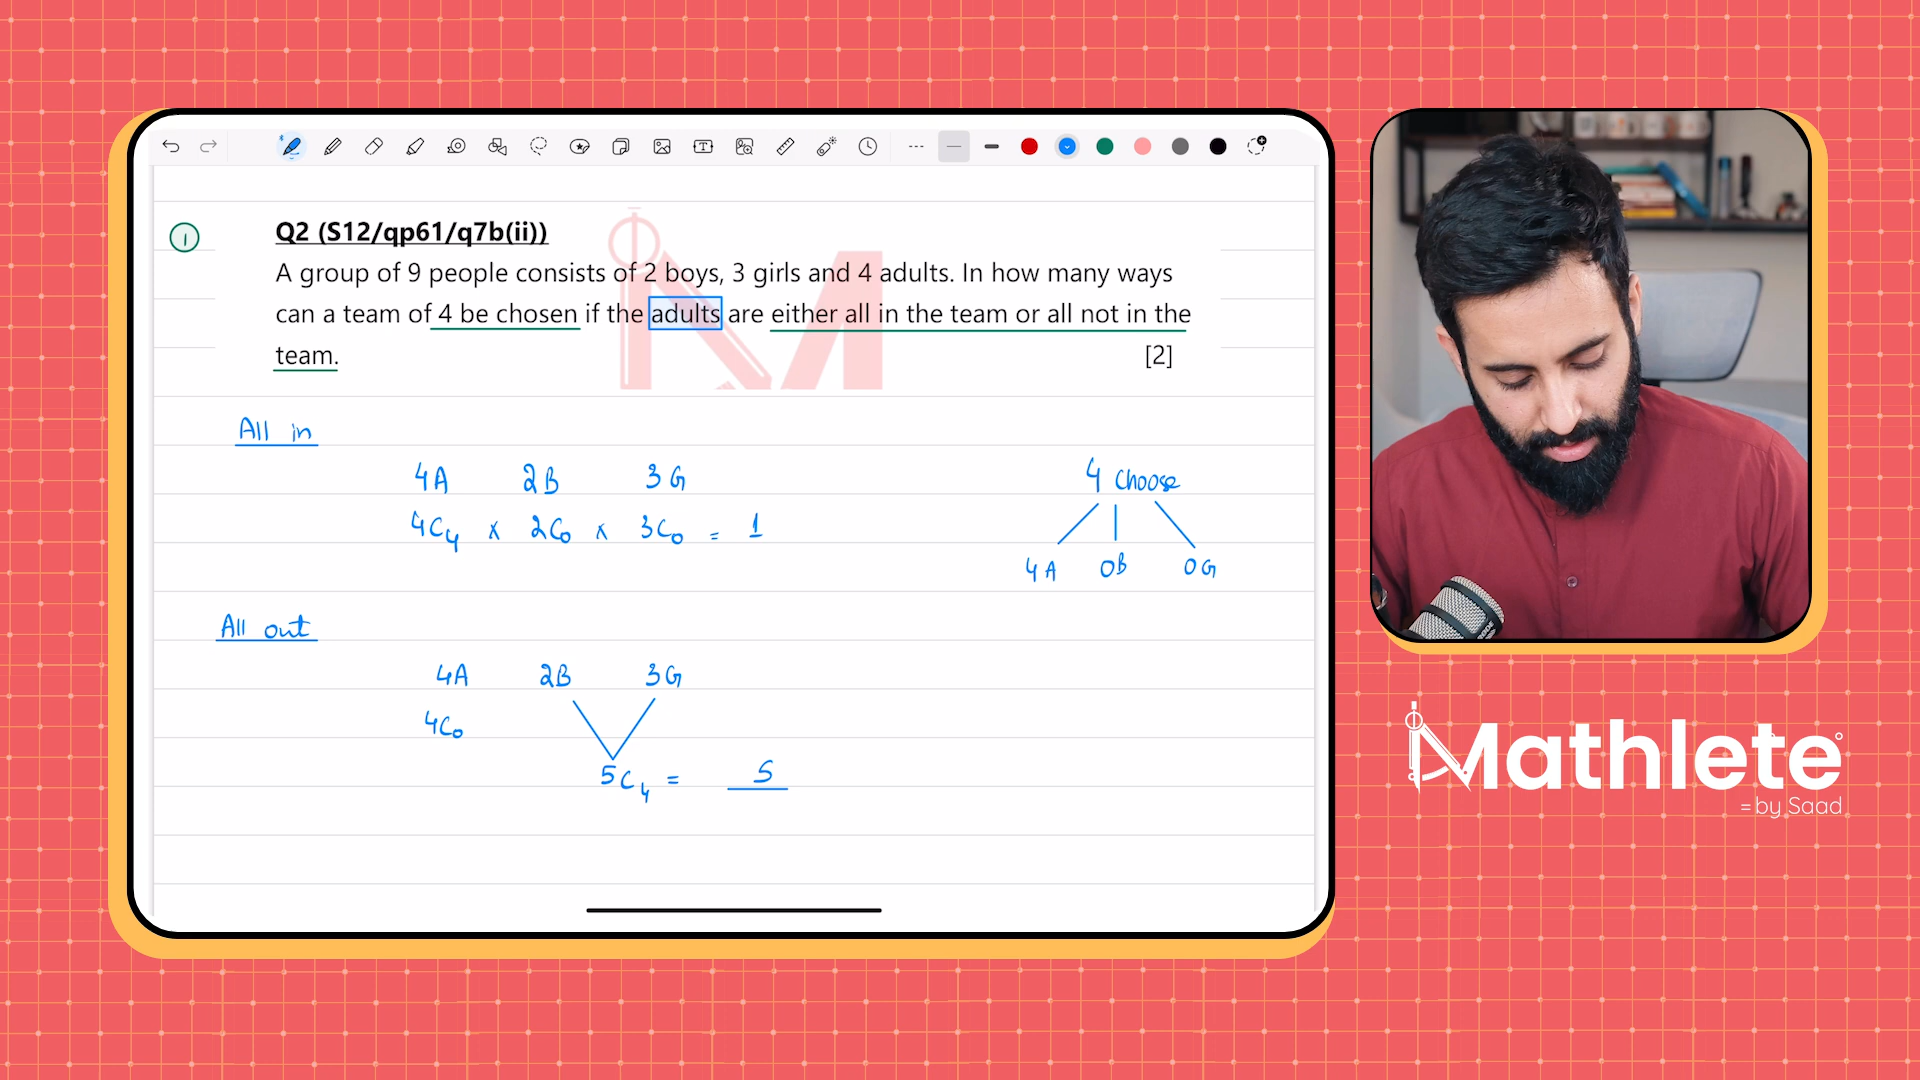 1
Q2 (S12/qp61/q7b(ii))
A group of 9 people consists of 2 boys, 3 girls and 4 adults. In how many ways
can a team of 4 be chosen if the adults are either all in the team or all not in the
team. [2]
All in
4A 2B 3G
4C4 x 2C0 x 3C0 = 1
4 Choose
4A 0B 0G
All out
4A 2B 3G
4C0
5C4 = 5
Mathlete
= by Saad